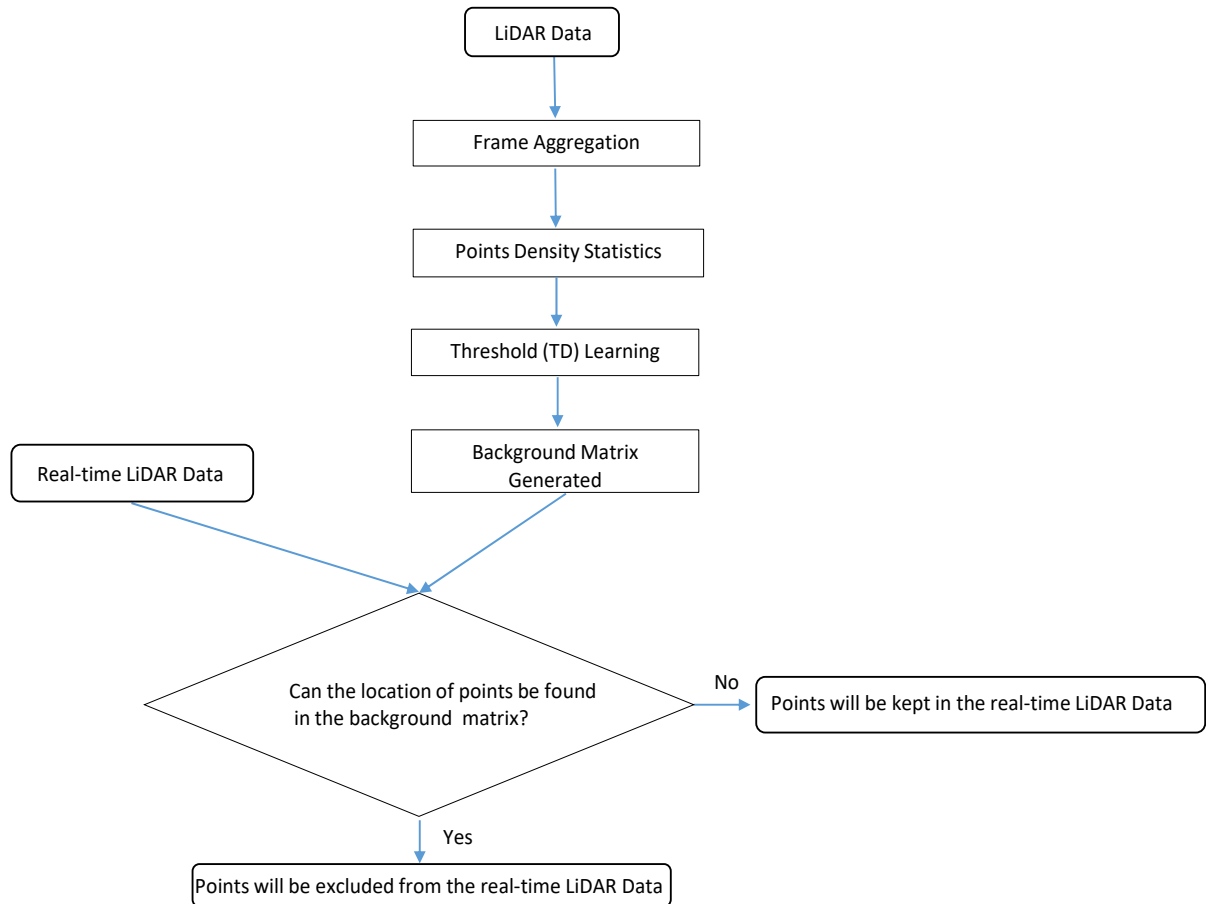 LiDAR Data
Frame Aggregation
Points Density Statistics
Threshold (TD) Learning
Background Matrix
Generated
Real-time LiDAR Data
Can the location of points be found
in the background matrix?
No
Points will be kept in the real-time LiDAR Data
Yes
Points will be excluded from the real-time LiDAR Data